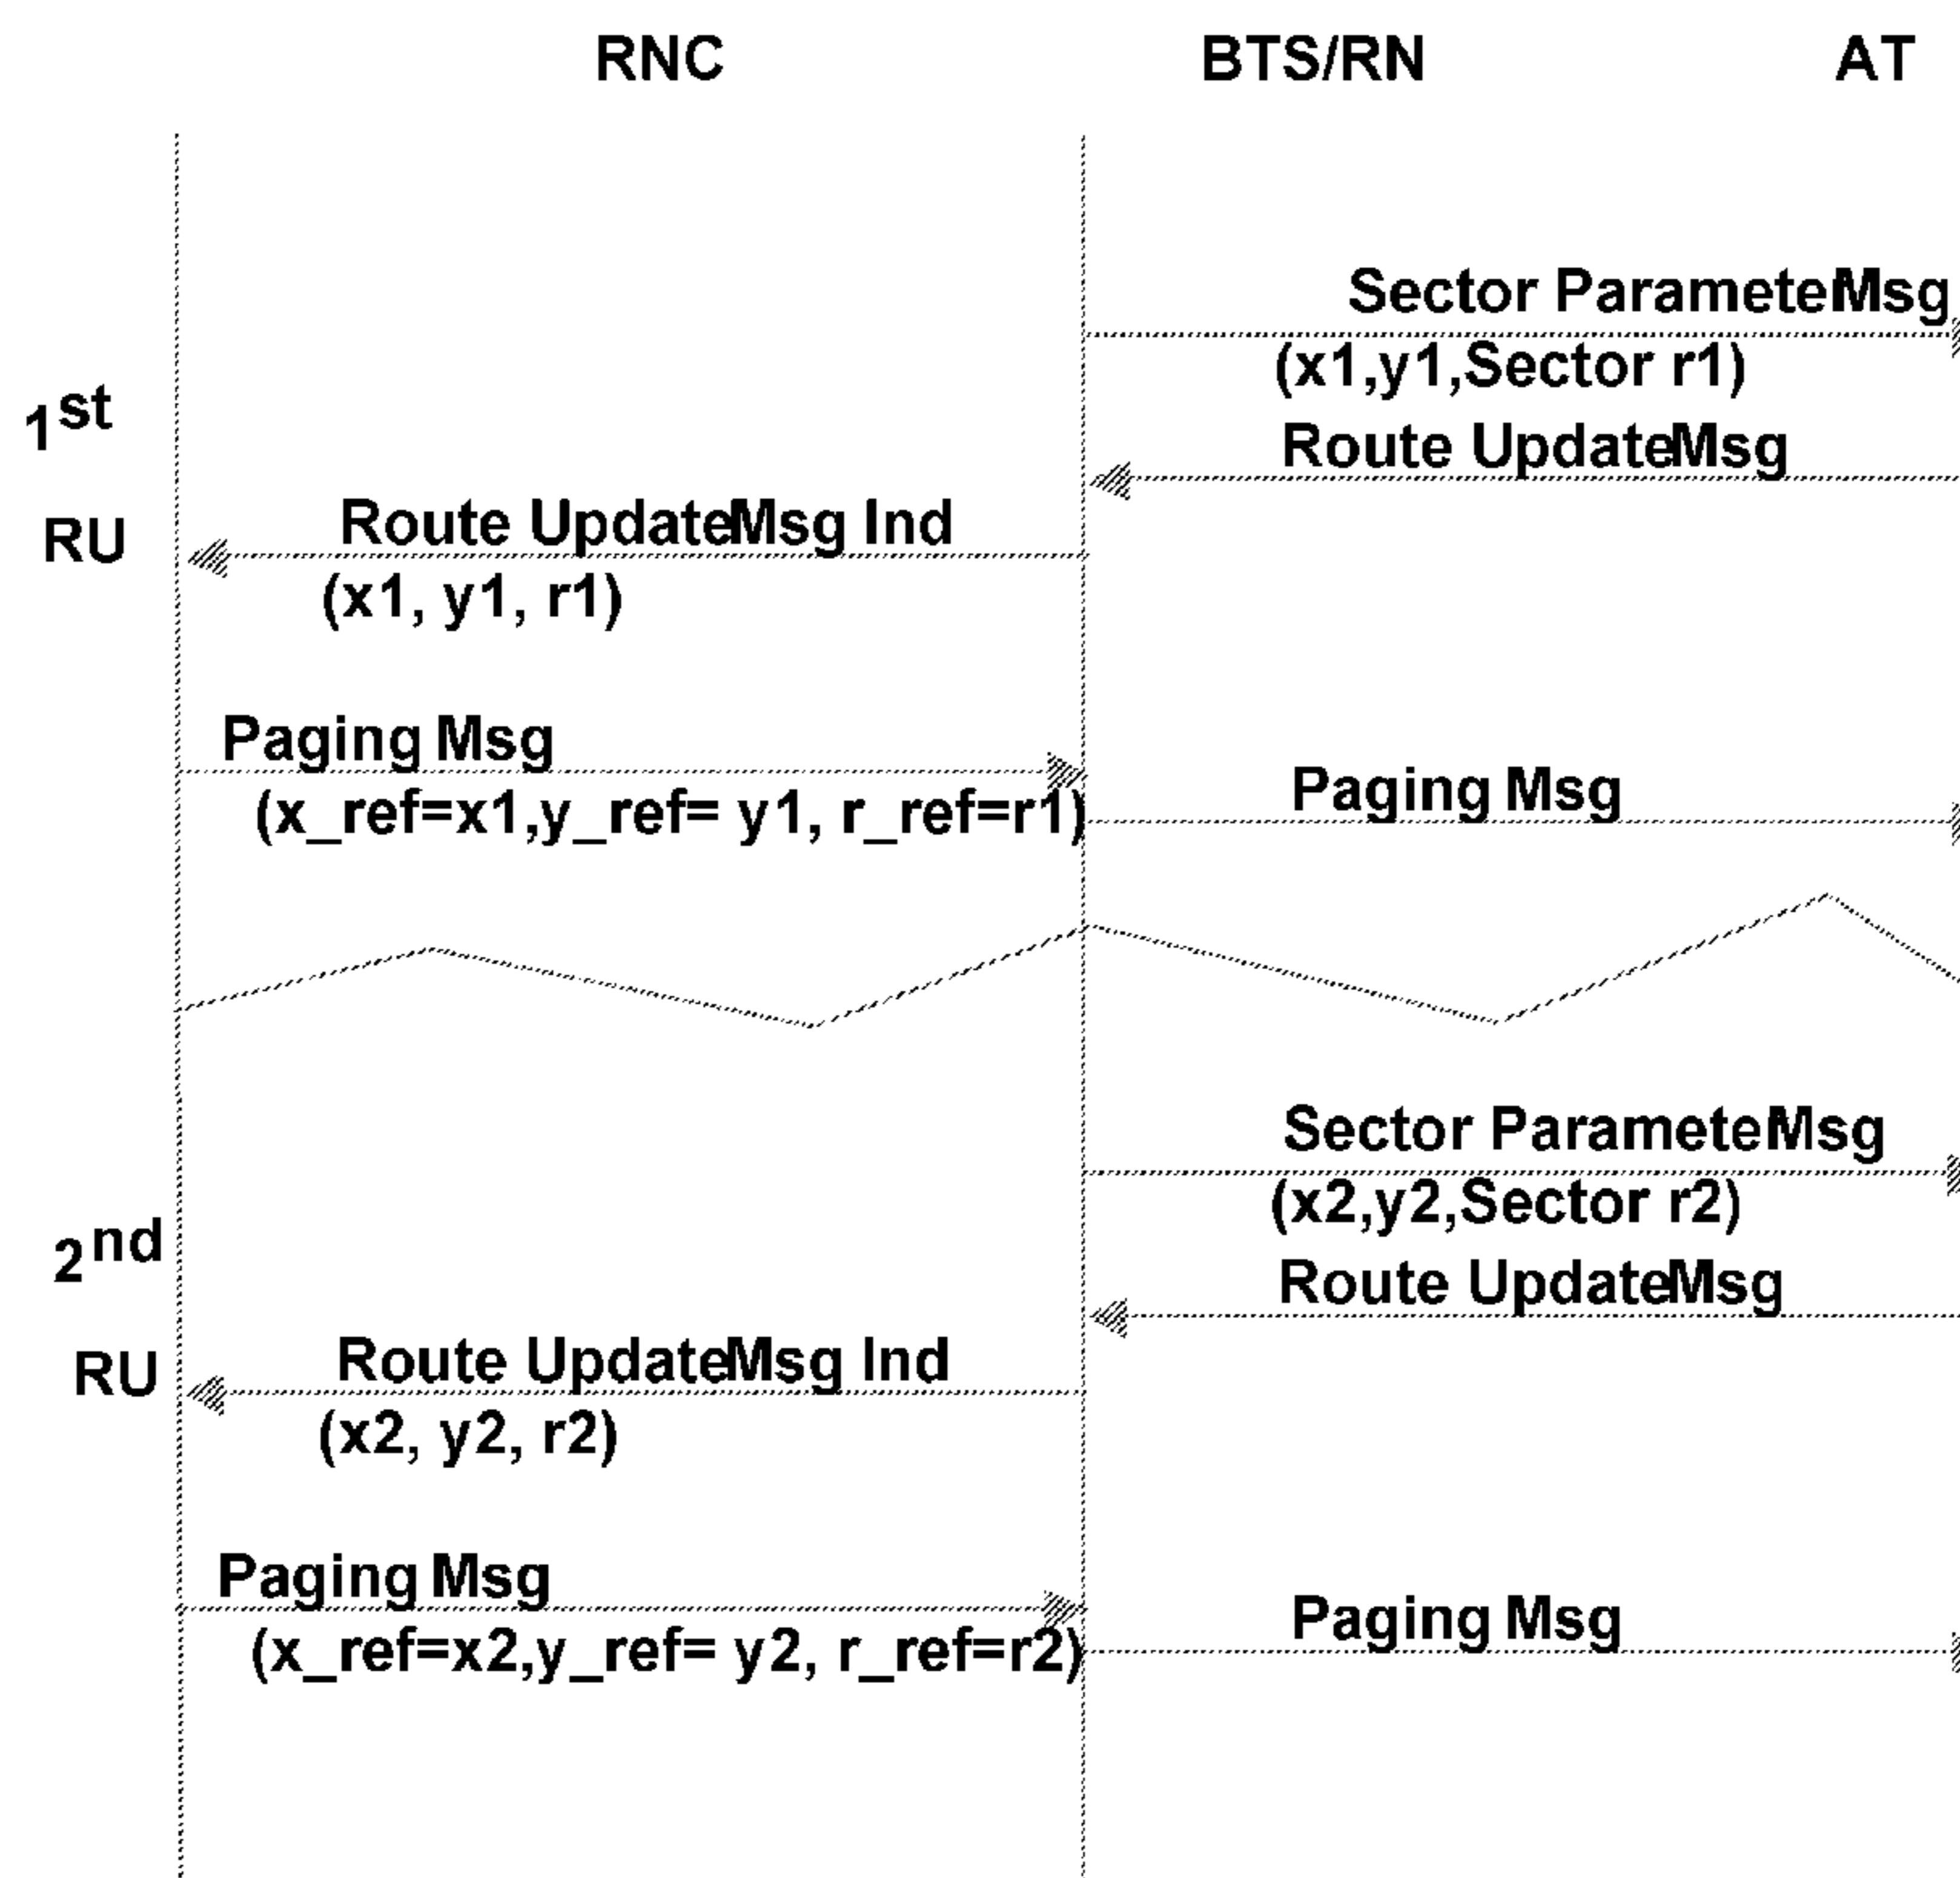 RNC BTS/RN AT
Sector ParameteMsg
(x1,y1,Sector r1)
1st
Route UpdateMsg
RU
Route UpdateMsg Ind
(x1, y1, r1)
Paging Msg
(x_ref=x1,y_ref= y1, r_ref=r1)
Paging Msg
Sector ParameteMsg
(x2,y2,Sector r2)
2nd
Route UpdateMsg
RU
Route UpdateMsg Ind
(x2, y2, r2)
Paging Msg
(x_ref=x2,y_ref= y2, r_ref=r2)
Paging Msg